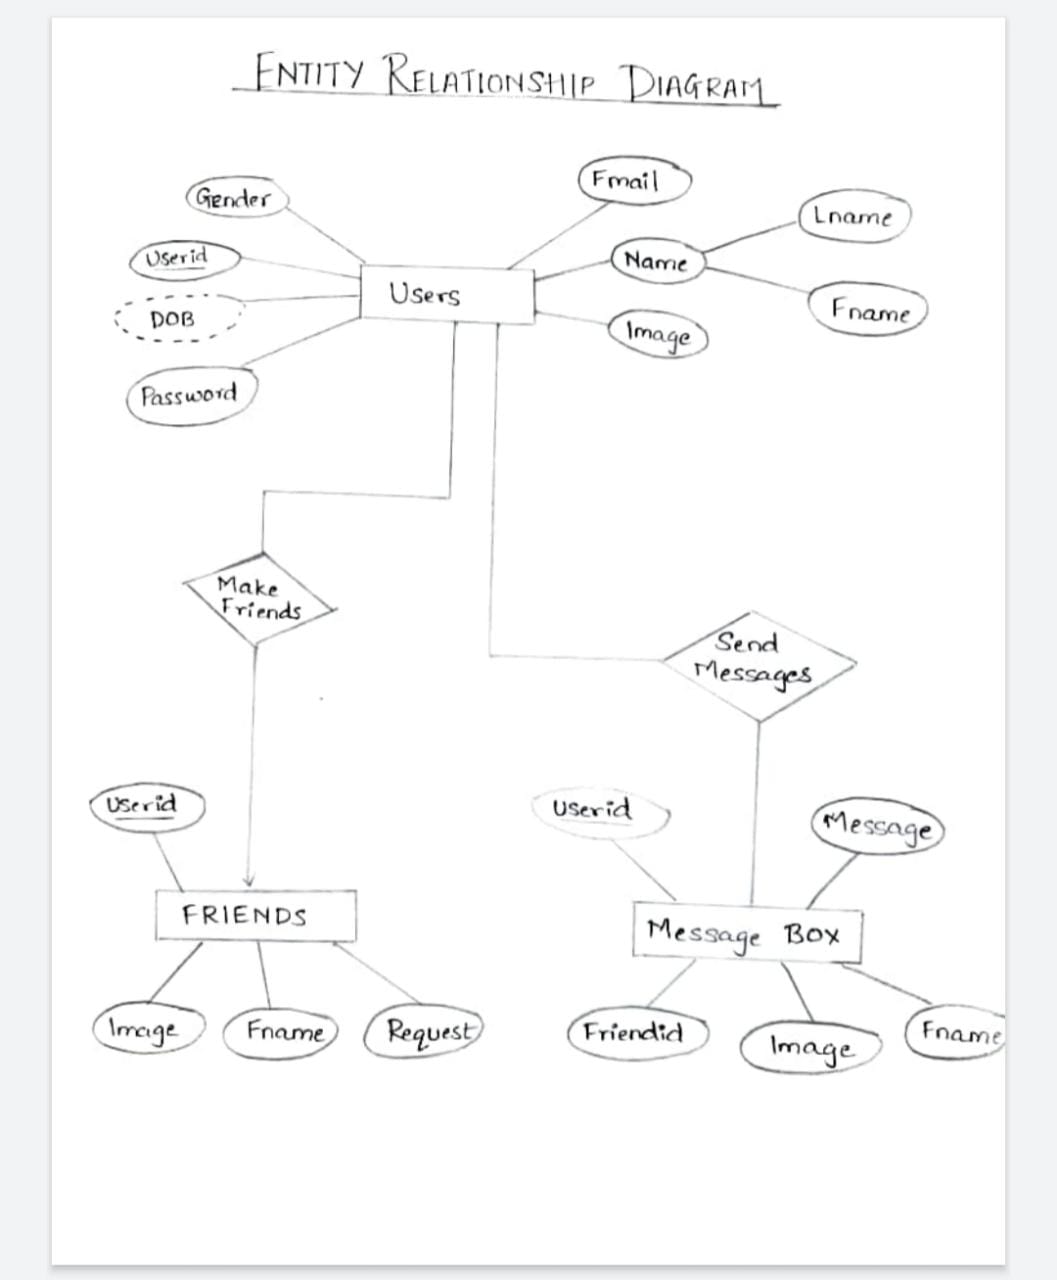 ENTITY RELATIONSHIP DIAGRAM
Gender
Fmail
Lname
Userid
Name
DOB
Users
Fname
Image
Password
Make
Friends
Send
Messages
Userid
Userid
Message
FRIENDS
Message Box
Image
Fname
Request
Friendid
Image
Fname